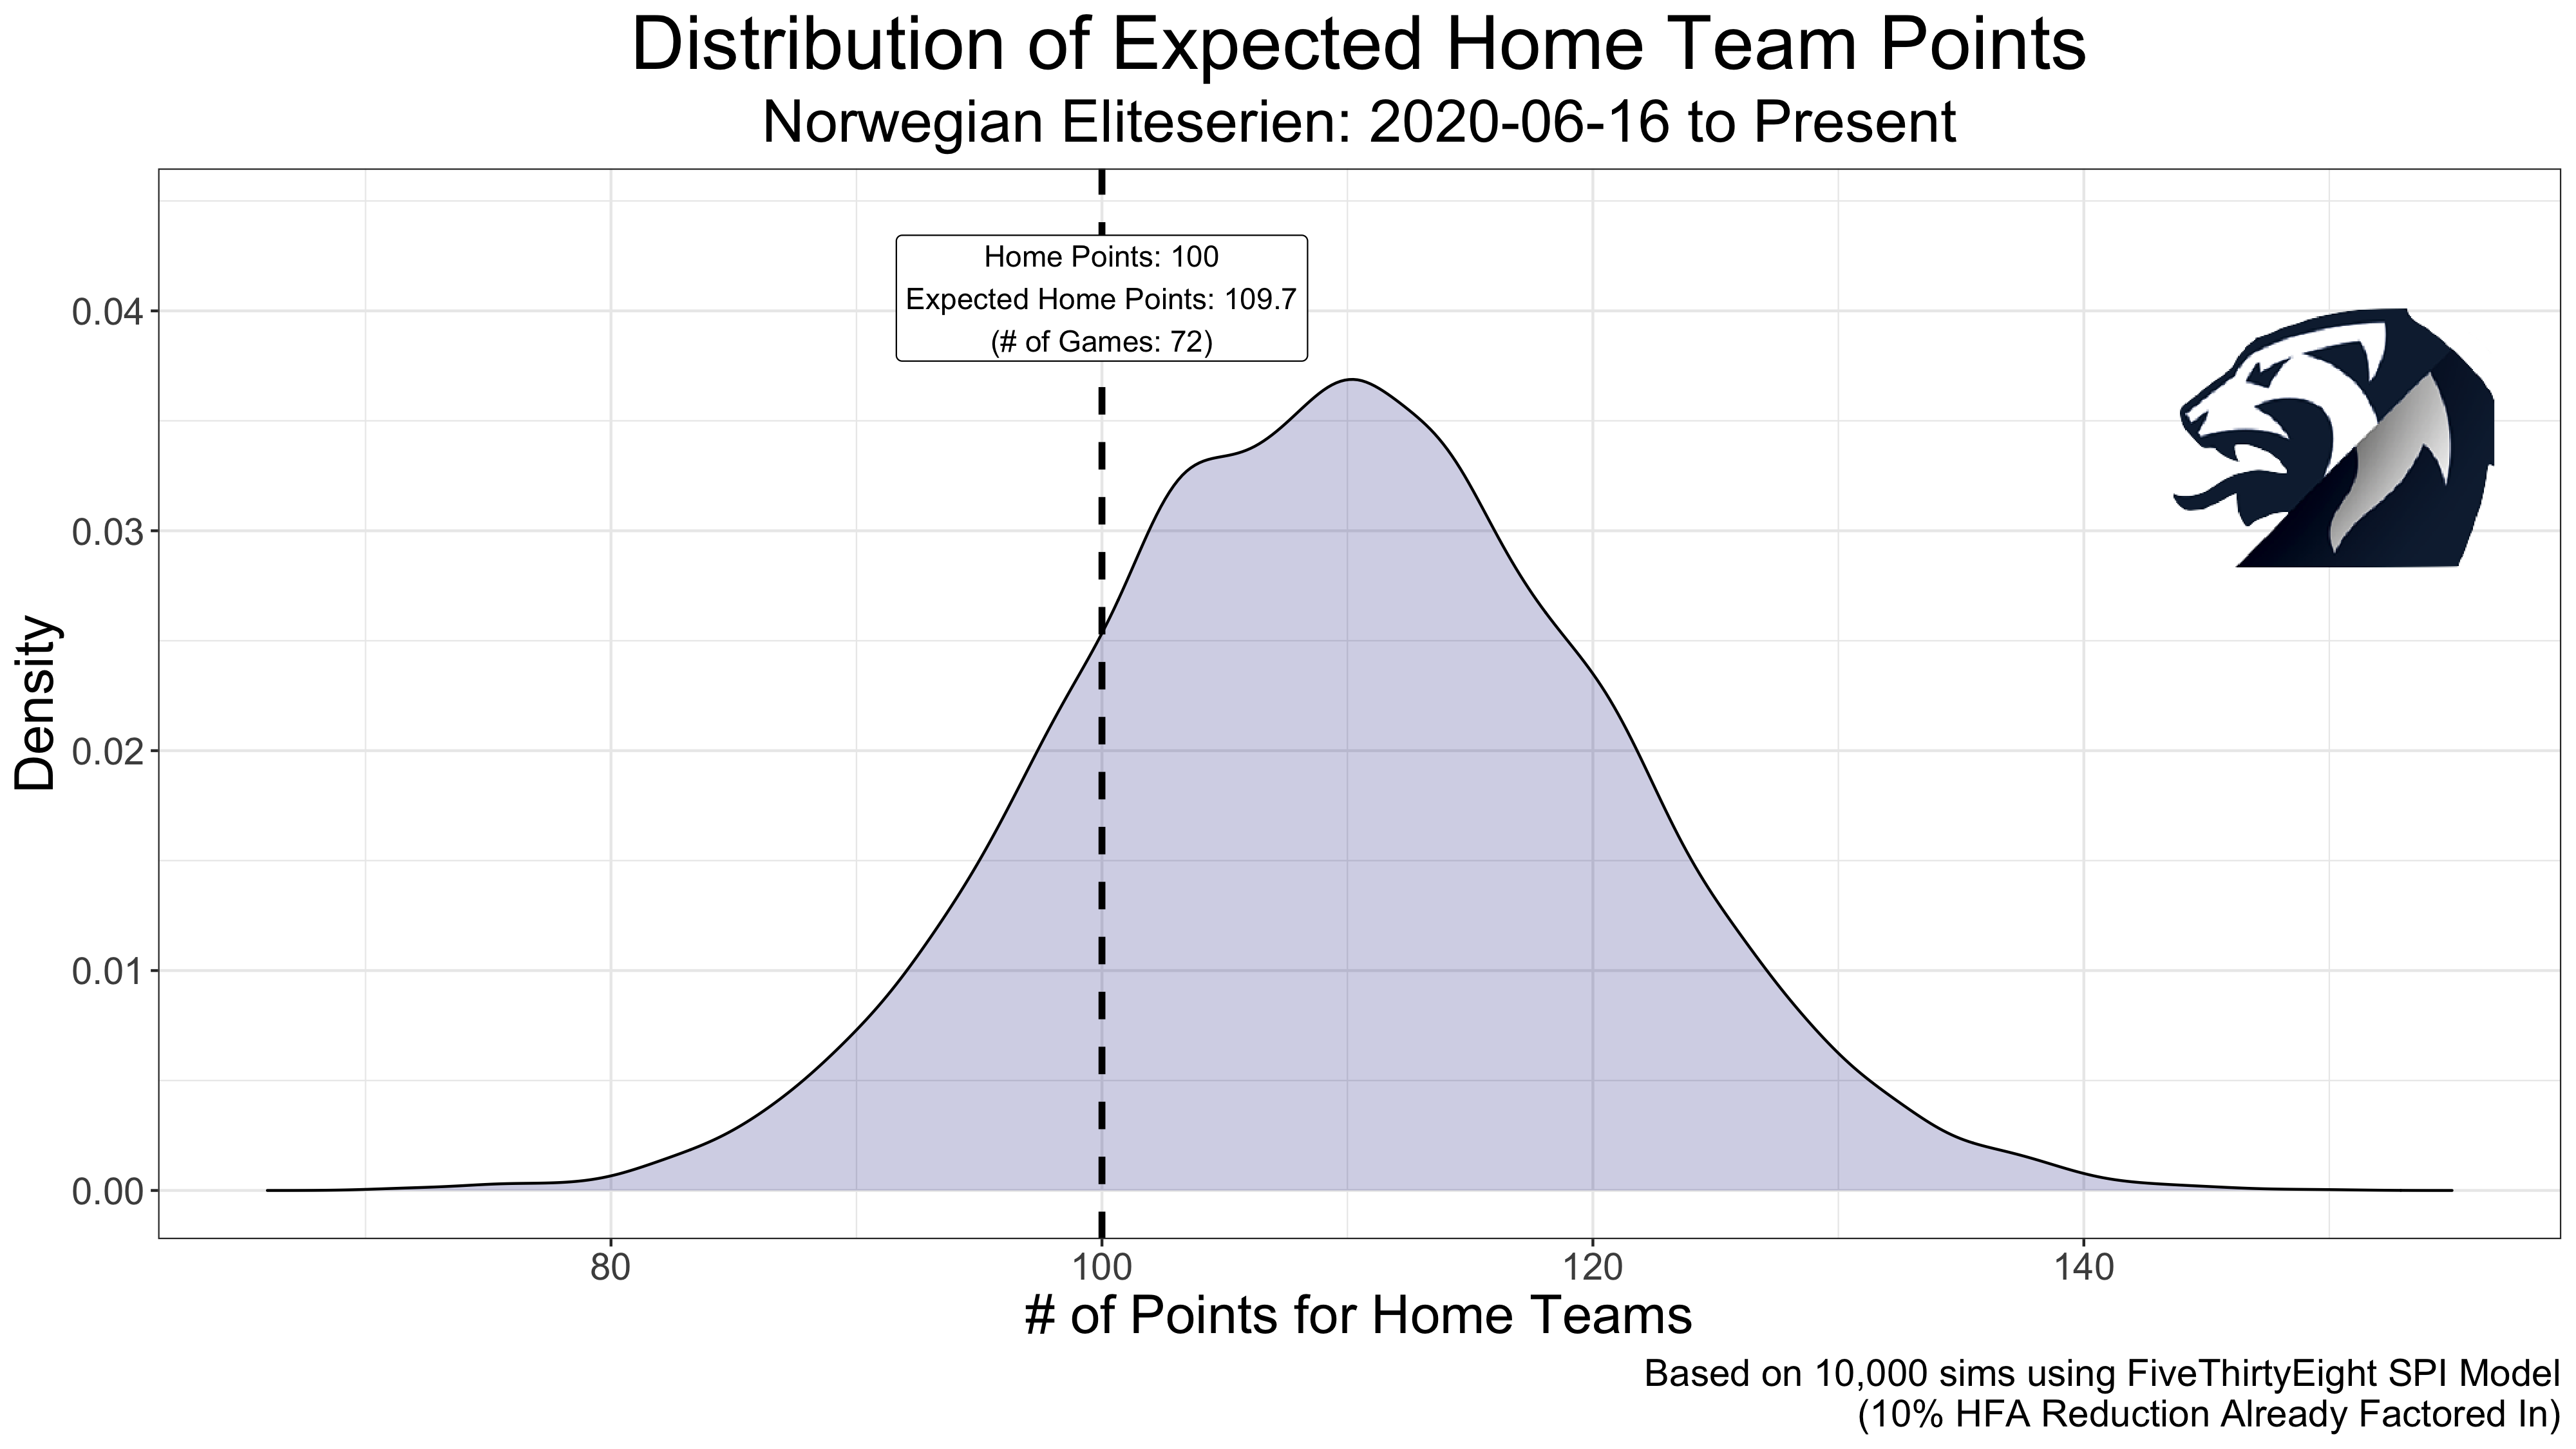 Distribution of Expected Home Team Points
Norwegian Eliteserien: 2020-06-16 to Present
Home Points: 100
Expected Home Points: 109.7
(# of Games: 72)
0.04
0.03
0.02
0.01
0.00
Density
80 100 120 140
# of Points for Home Teams
Based on 10,000 sims using FiveThirtyEight SPI Model
(10% HFA Reduction Already Factored In)